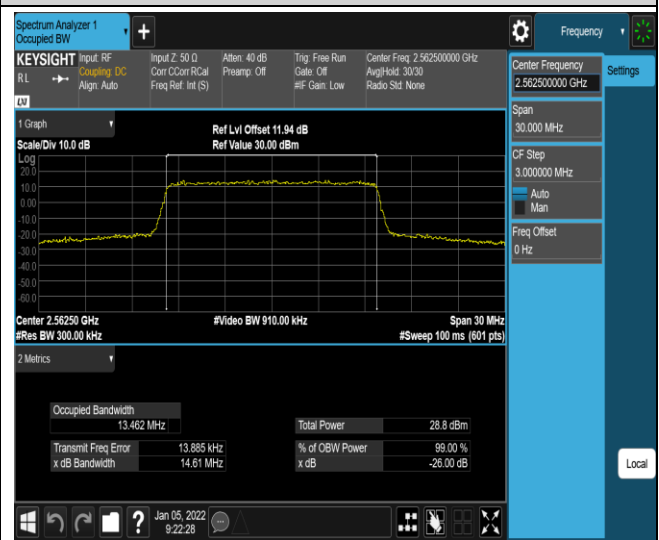 Spectrum Analyzer 1
Occupied BW
Frequency
KEYSIGHT
RL
LXI
Input: RF
Coupling: DC
Align: Auto
Input Z: 50 Ω
Corr CCorr RCal
Freq Ref: Int (S)
Atten: 40 dB
Preamp: Off
Trig: Free Run
Gate: Off
#IF Gain: Low
Center Freq: 2.562500000 GHz
Avg|Hold: 30/30
Radio Std: None
Center Frequency
2.562500000 GHz
Settings
Span
30.000 MHz
CF Step
3.000000 MHz
Auto
Man
Freq Offset
0 Hz
1 Graph
Scale/Div 10.0 dB
Ref Lvl Offset 11.94 dB
Ref Value 30.00 dBm
Log
20.0
10.0
0.00
-10.0
-20.0
-30.0
-40.0
-50.0
-60.0
Center 2.56250 GHz
#Res BW 300.00 kHz
#Video BW 910.00 kHz
Span 30 MHz
#Sweep 100 ms (601 pts)
2 Metrics
Occupied Bandwidth
13.462 MHz
Total Power 28.8 dBm
Transmit Freq Error 13.885 kHz
% of OBW Power 99.00 %
x dB Bandwidth 14.61 MHz
x dB -26.00 dB
Local
?
Jan 05, 2022
9:22:28